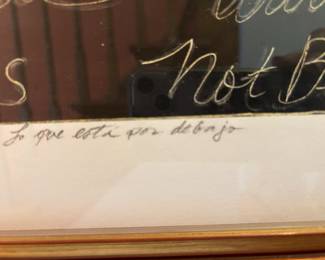 s Not B
Lo que está por debajo